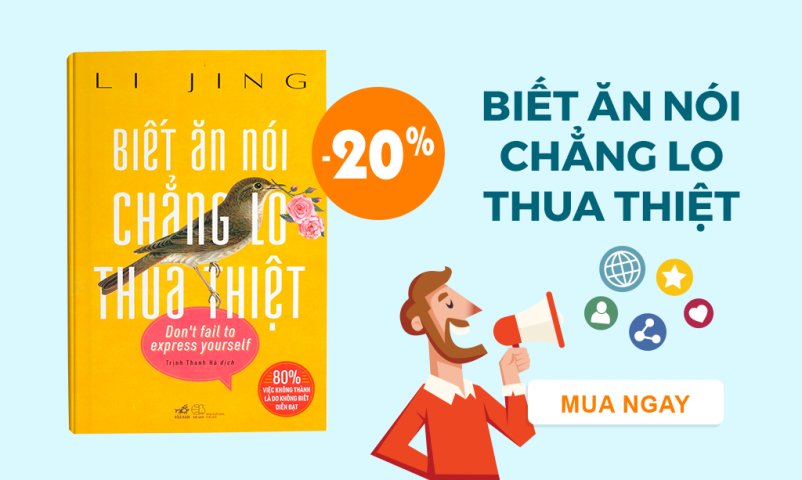 LI JING
BIẾT ĂN NÓI
CHẲNG LO
THUA THIỆT
Don't fail to
express yourself
Trịnh Thanh Hà dịch
80%
VIỆC KHÔNG THÀNH
LÀ DO KHÔNG BIẾT
DIỄN ĐẠT
-20%
BIẾT ĂN NÓI
CHẲNG LO
THUA THIỆT
MUA NGAY